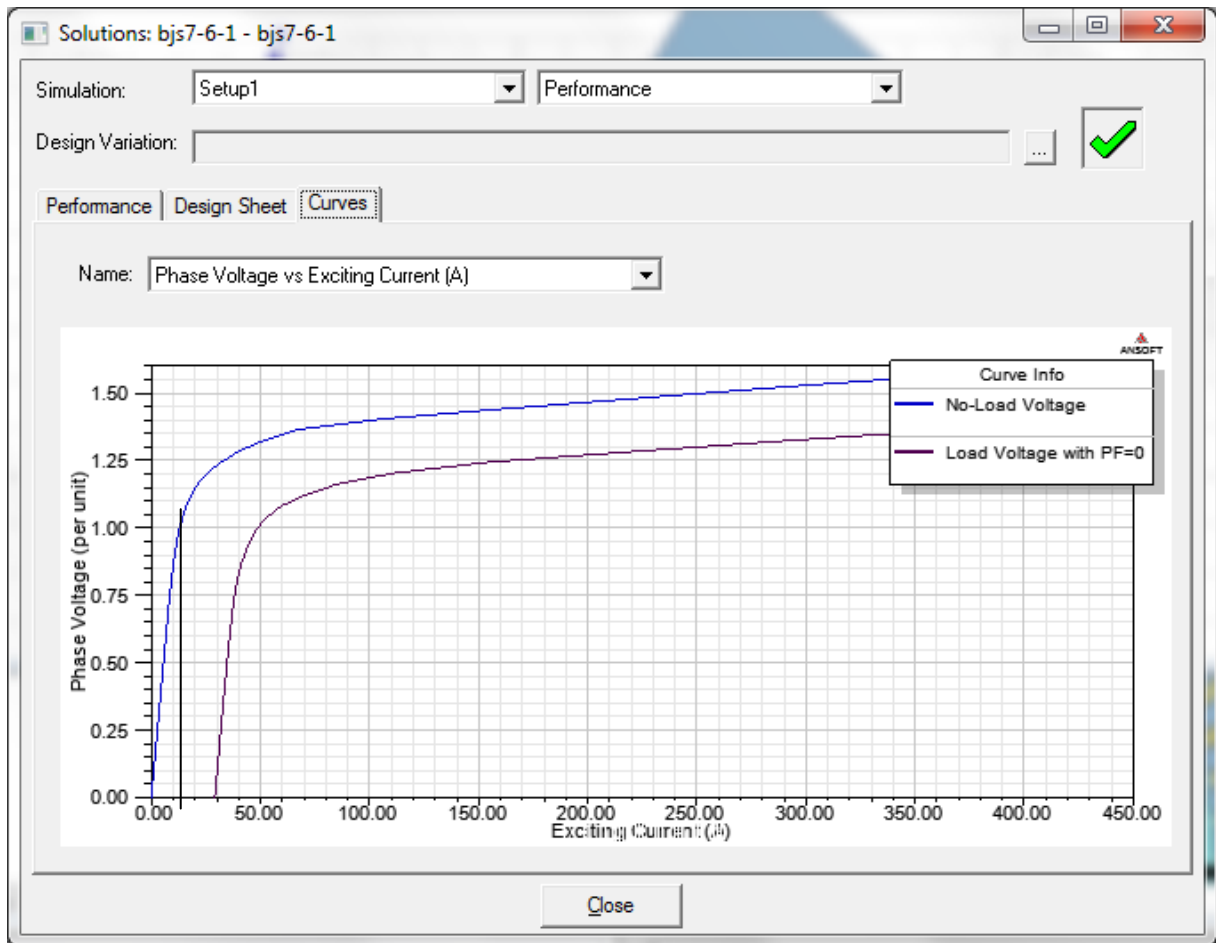 Solutions: bjs7-6-1 - bjs7-6-1
Simulation: Setup1 Performance
Design Variation: ...
Performance Design Sheet Curves
Name: Phase Voltage vs Exciting Current (A)
ANSOFT
Curve Info
No-Load Voltage
Load Voltage with PF=0
Phase Voltage (per unit)
1.50
1.25
1.00
0.75
0.50
0.25
0.00
0.00 50.00 100.00 150.00 200.00 250.00 300.00 350.00 400.00 450.00
Exciting Current (A)
Close